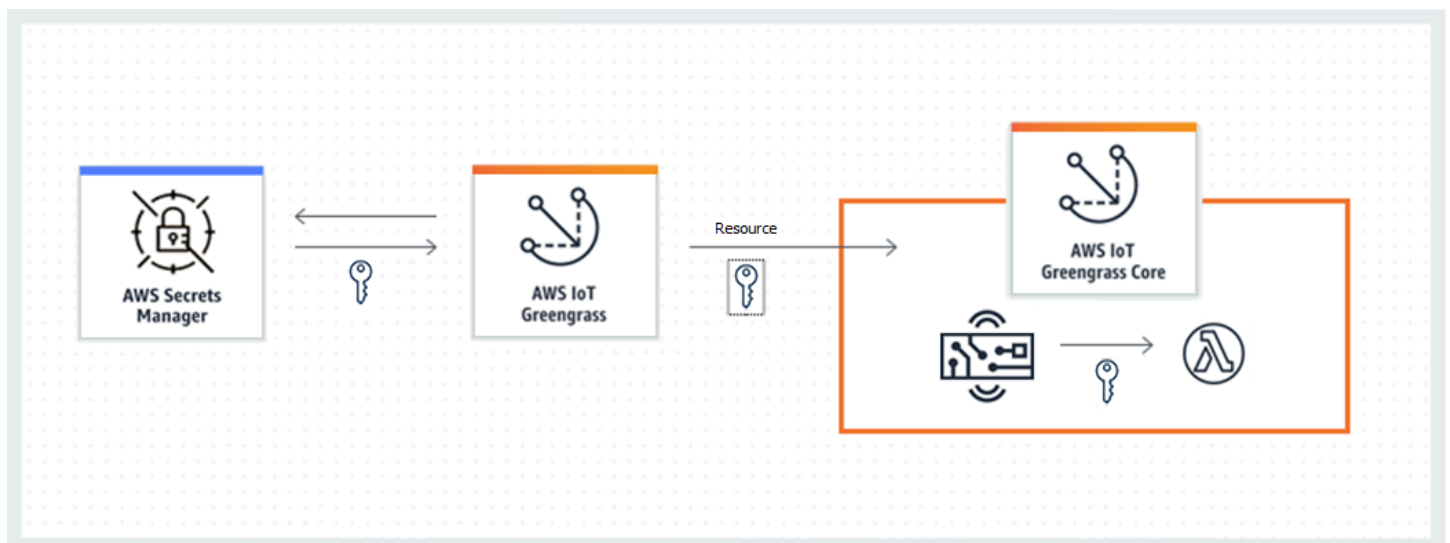 AWS Secrets
Manager
AWS IoT
Greengrass
Resource
AWS IoT
Greengrass Core